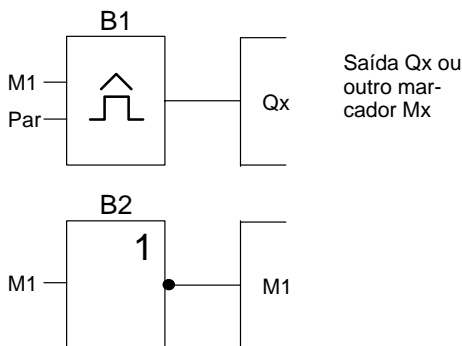 B1
M1
Par
Qx
Saída Qx ou
outro mar-
cador Mx
B2
1
M1
M1